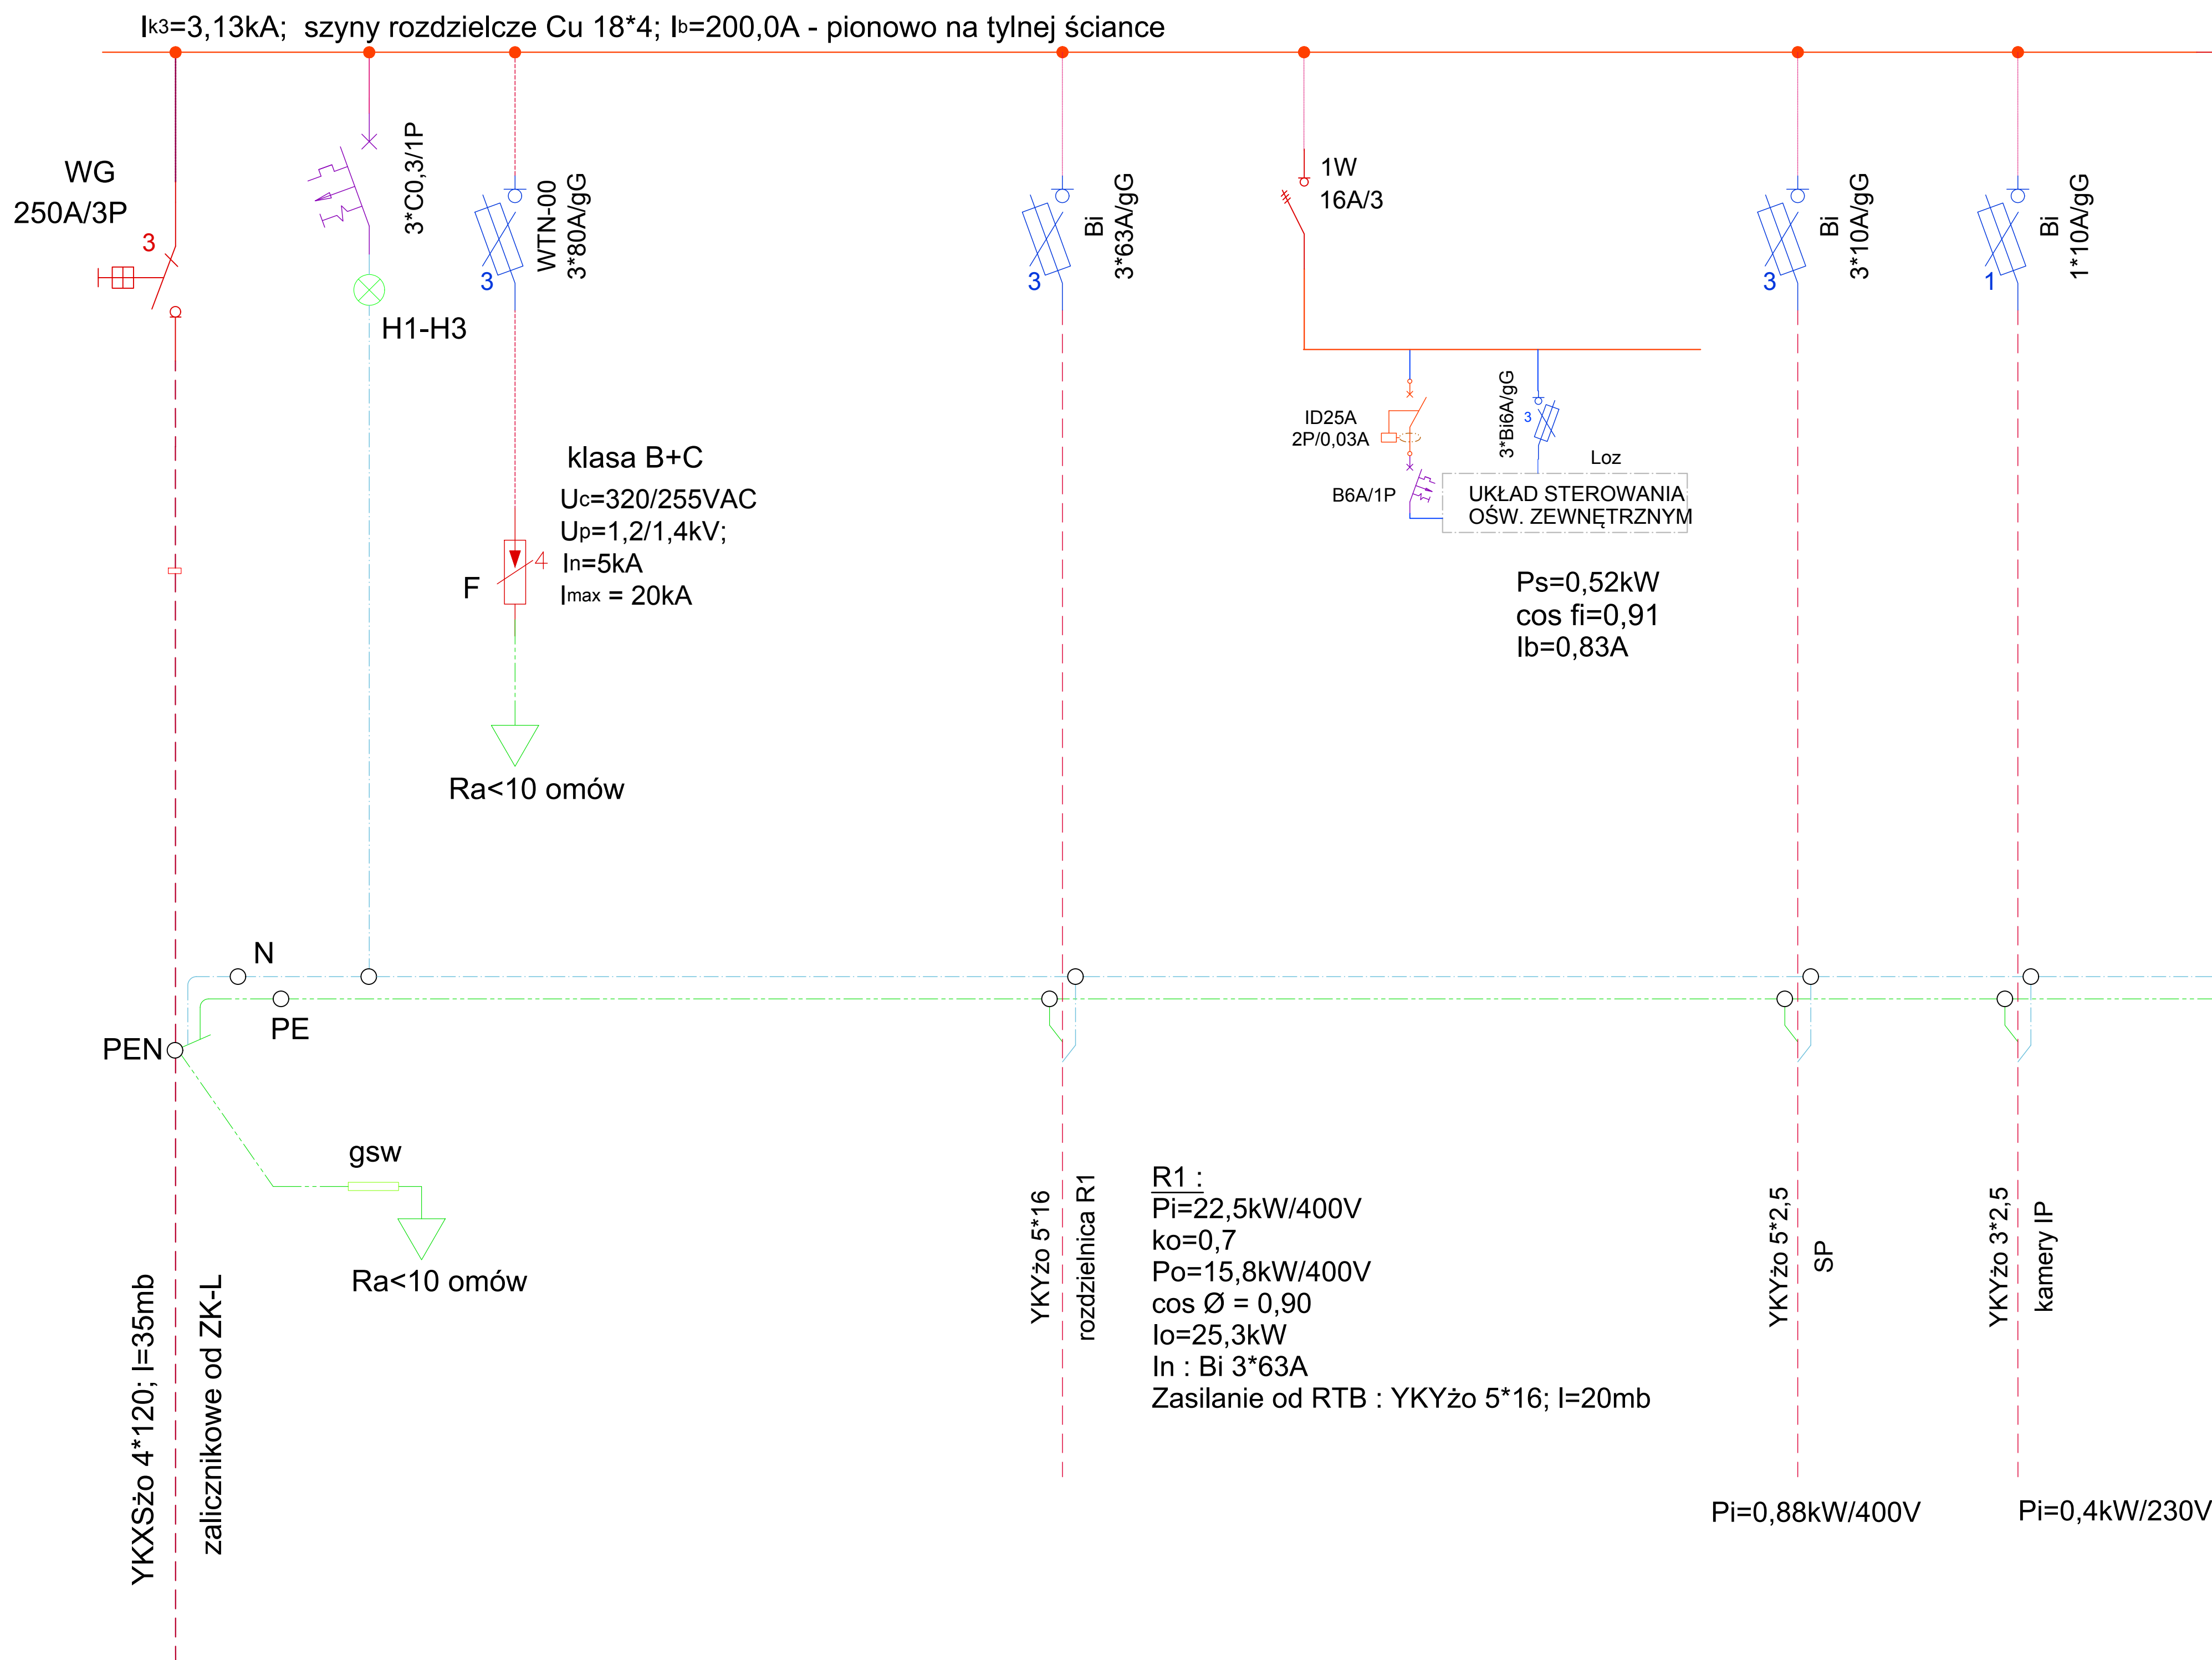 Ik3=3,13kA; szyny rozdzielcze Cu 18*4; Ib=200,0A - pionowo na tylnej ściance
WG
250A/3P
3
3*C0,3/1P
H1-H3
WTN-00
3*80A/gG
3
Bi
3*63A/gG
3
1W
16A/3
Bi
3*10A/gG
3
Bi
1*10A/gG
1
ID25A
2P/0,03A
B6A/1P
3*Bi6A/gG
3
Loz
UKŁAD STEROWANIA
OŚW. ZEWNĘTRZNYM
klasa B+C
Uc=320/255VAC
Up=1,2/1,4kV;
In=5kA
Imax = 20kA
F
4
Ra<10 omów
Ps=0,52kW
cos fi=0,91
Ib=0,83A
N
PE
PEN
gsw
Ra<10 omów
YKXSżo 4*120; l=35mb
zalicznikowe od ZK-L
YKYżo 5*16
rozdzielnica R1
R1 :
Pi=22,5kW/400V
ko=0,7
Po=15,8kW/400V
cos Ø = 0,90
Io=25,3kW
In : Bi 3*63A
Zasilanie od RTB : YKYżo 5*16; l=20mb
YKYżo 5*2,5
SP
YKYżo 3*2,5
kamery IP
Pi=0,88kW/400V
Pi=0,4kW/230V